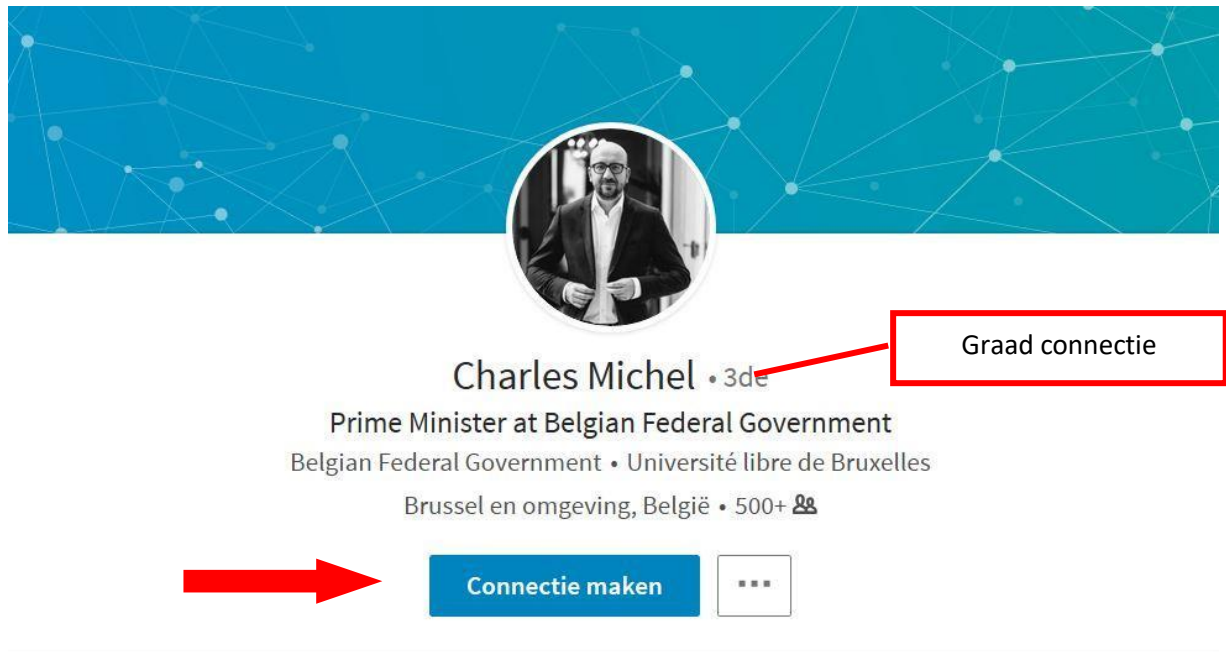 Graad connectie
Charles Michel • 3de
Prime Minister at Belgian Federal Government
Belgian Federal Government • Université libre de Bruxelles
Brussel en omgeving, België • 500+
Connectie maken